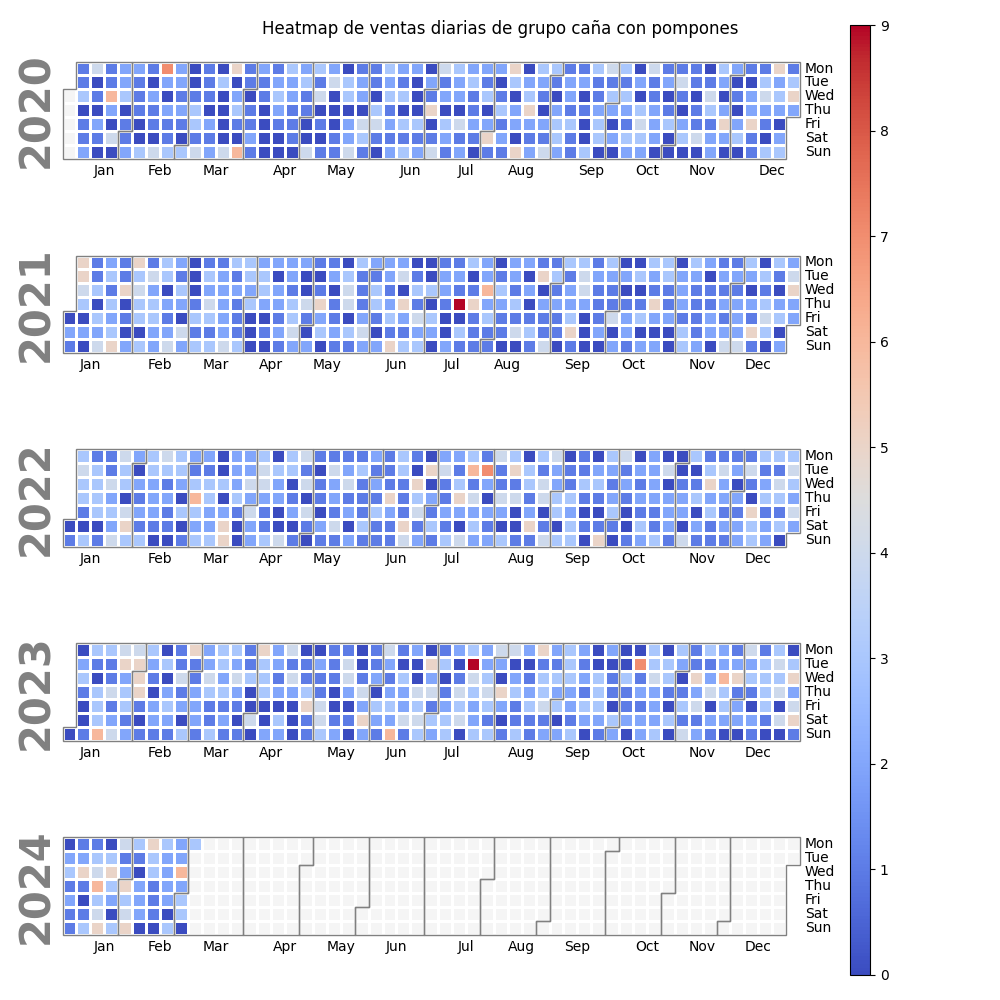 Heatmap de ventas diarias de grupo caña con pompones
2020
Mon
Tue
Wed
Thu
Fri
Sat
Sun
Jan Feb Mar Apr May Jun Jul Aug Sep Oct Nov Dec
2021
Mon
Tue
Wed
Thu
Fri
Sat
Sun
Jan Feb Mar Apr May Jun Jul Aug Sep Oct Nov Dec
2022
Mon
Tue
Wed
Thu
Fri
Sat
Sun
Jan Feb Mar Apr May Jun Jul Aug Sep Oct Nov Dec
2023
Mon
Tue
Wed
Thu
Fri
Sat
Sun
Jan Feb Mar Apr May Jun Jul Aug Sep Oct Nov Dec
2024
Mon
Tue
Wed
Thu
Fri
Sat
Sun
Jan Feb Mar Apr May Jun Jul Aug Sep Oct Nov Dec
9
8
7
6
5
4
3
2
1
0